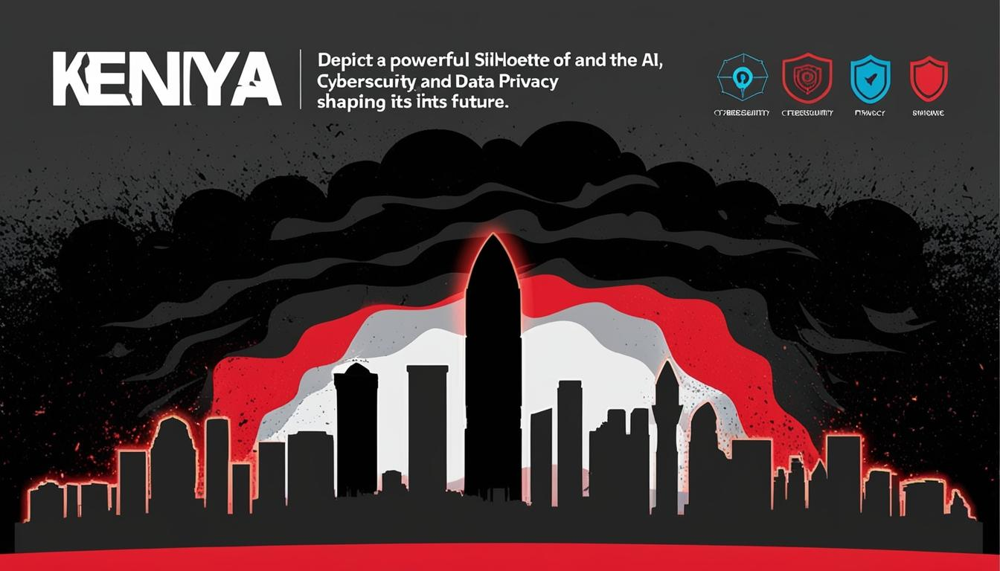 KENIYA
Depict a powerful SilHoette of and the AI,
Cyberscuity and Data Privacy
shaping its ints future.